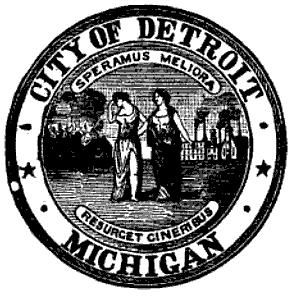 CITY OF DETROIT
SPERAMUS MELIORA
RESURGET CINERIBUS
MICHIGAN